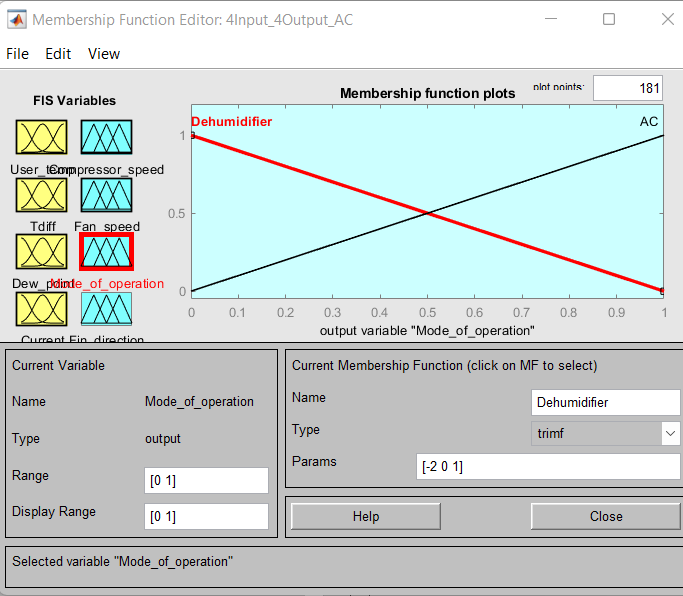 Membership Function Editor: 4Input_4Output_AC
File Edit View
FIS Variables
Membership function plots
plot points:
181
User_temp
Compressor_speed
Tdiff
Fan_speed
Dew_point
Mode_of_operation
Current
Fin_direction
Dehumidifier
AC
1
0.5
0
0 0.1 0.2 0.3 0.4 0.5 0.6 0.7 0.8 0.9 1
output variable "Mode_of_operation"
Current Variable
Name Mode_of_operation
Type output
Range [0 1]
Display Range [0 1]
Current Membership Function (click on MF to select)
Name Dehumidifier
Type trimf
Params [-2 0 1]
Help Close
Selected variable "Mode_of_operation"